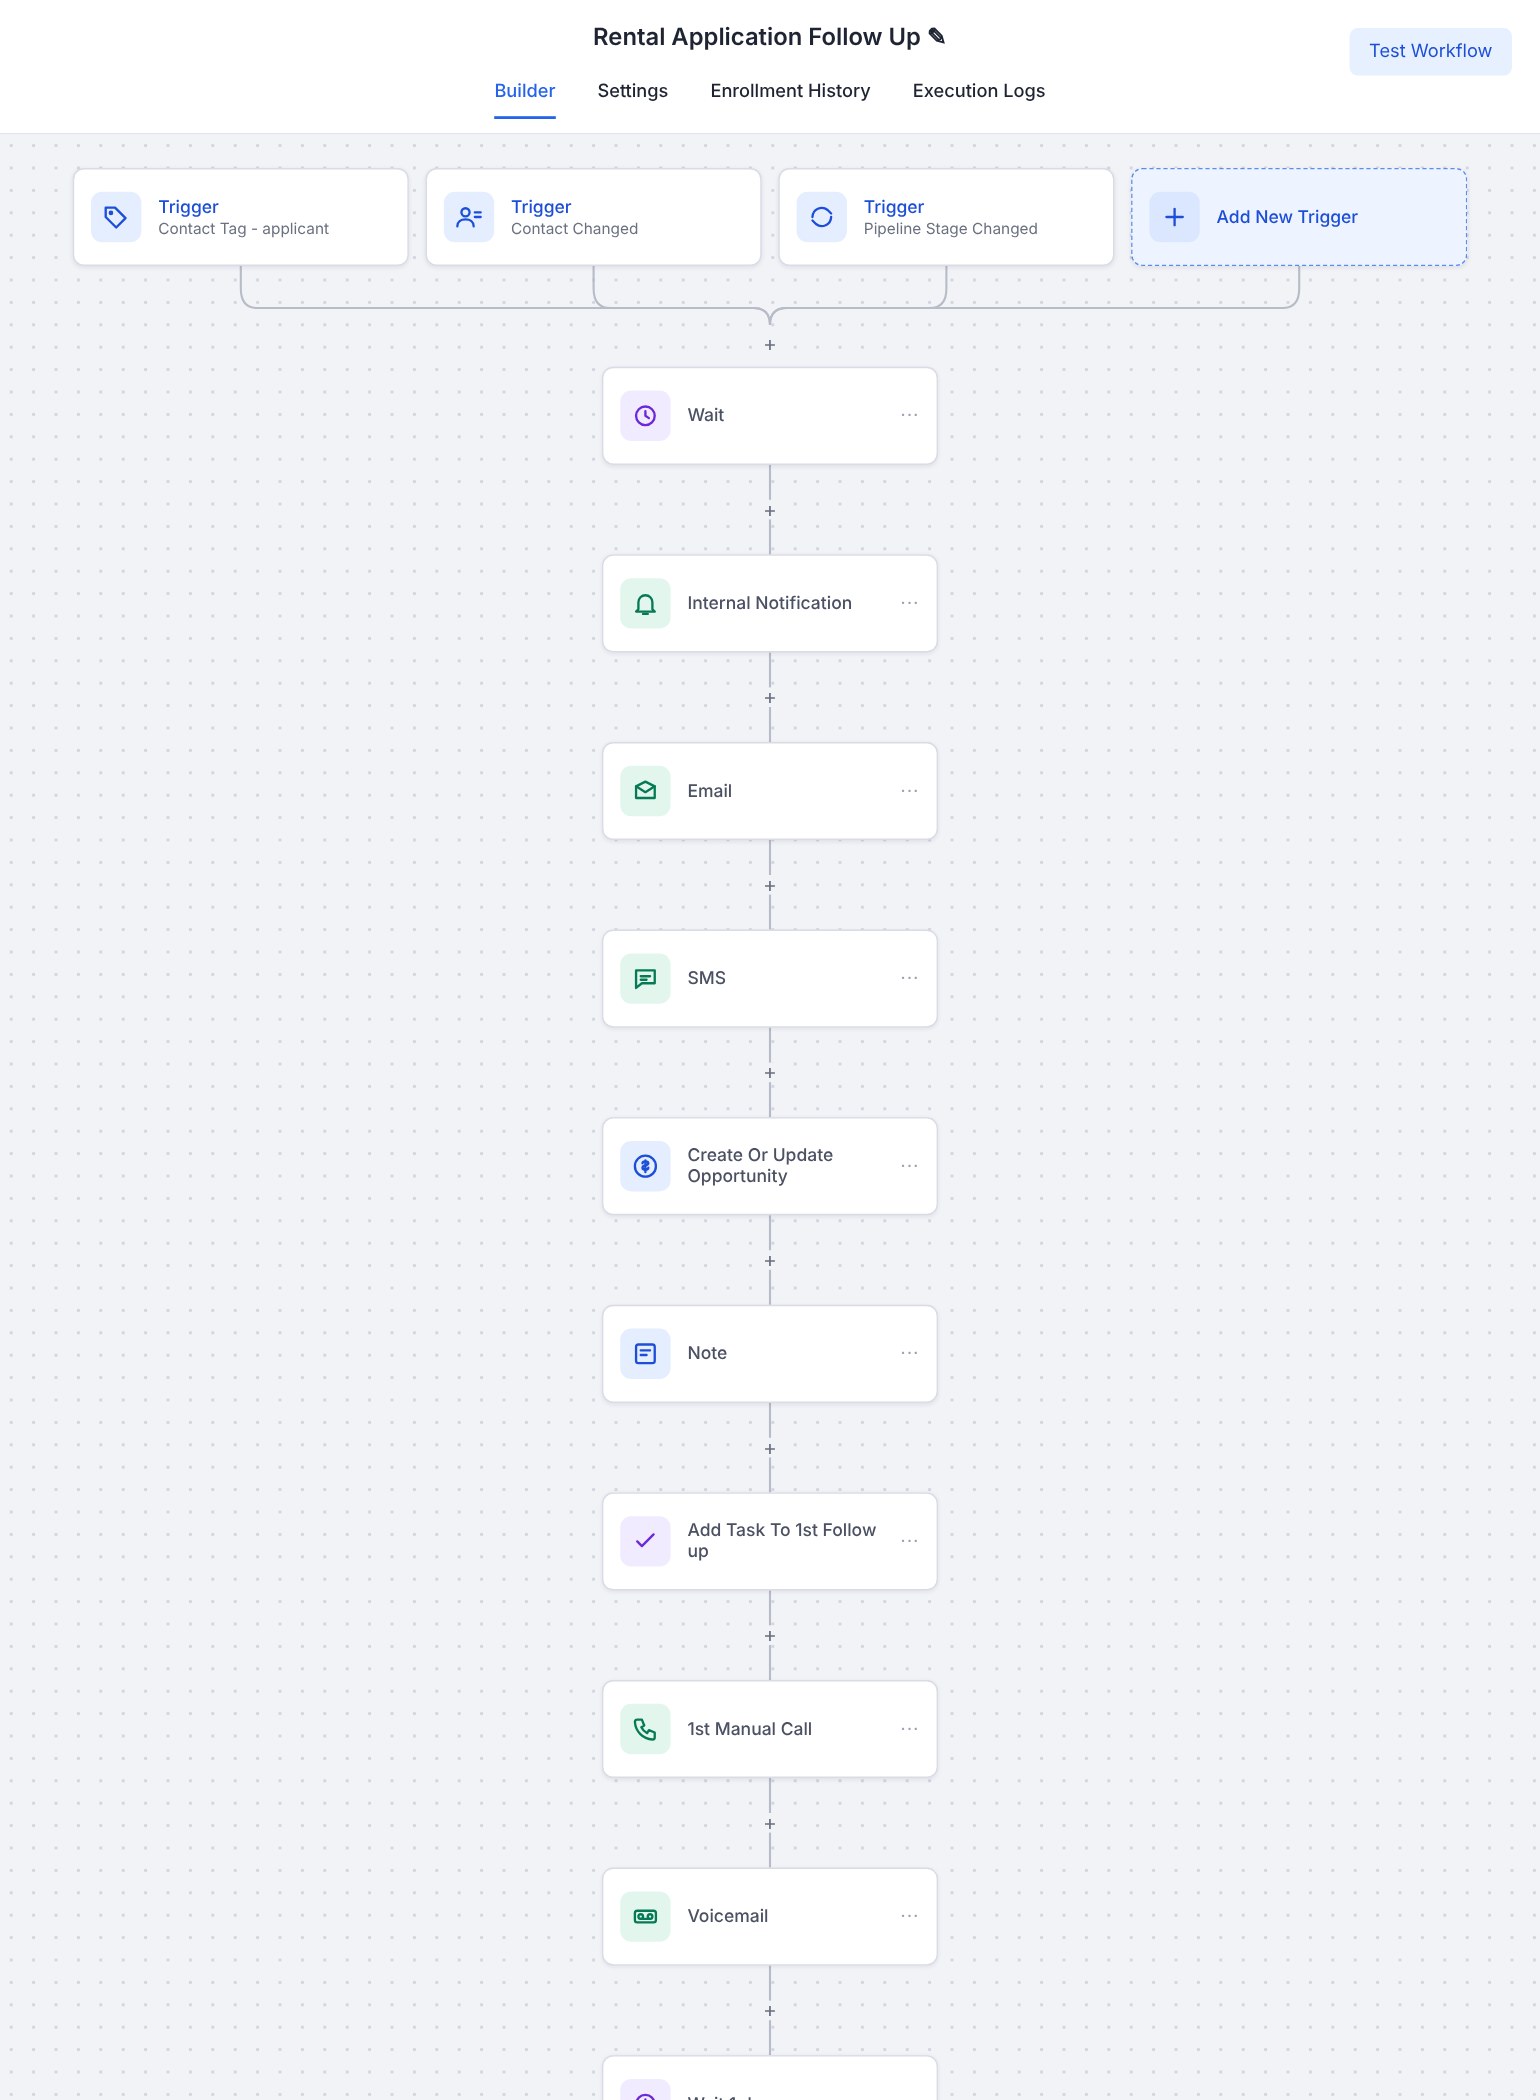 Rental Application Follow Up ✎
Test Workflow
Builder Settings Enrollment History Execution Logs
Trigger
Contact Tag - applicant
Trigger
Contact Changed
Trigger
Pipeline Stage Changed
Add New Trigger
Wait
Internal Notification
Email
SMS
Create Or Update
Opportunity
Note
Add Task To 1st Follow
up
1st Manual Call
Voicemail